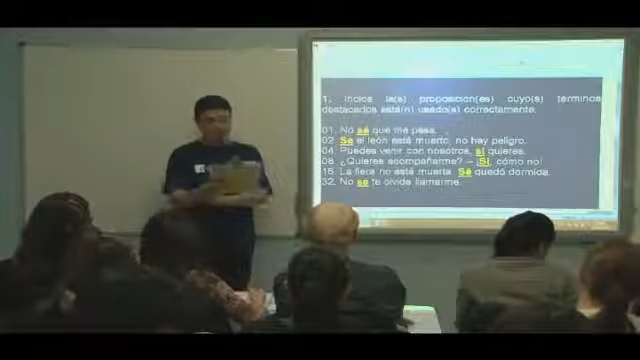 1. Indica la(s) proposición(es) cuyo(s) términos
destacados está(n) usado(s) correctamente.
01. No sé que me pasa.
02. Se el león está muerto, no hay peligro.
04. Puedes venir con nosotros, si quieres.
08. ¿Quieres acompañarme? – ¡Sí, cómo no!
16. La fiera no está muerta. Sé quedó dormida.
32. No se te olvide llamarme.